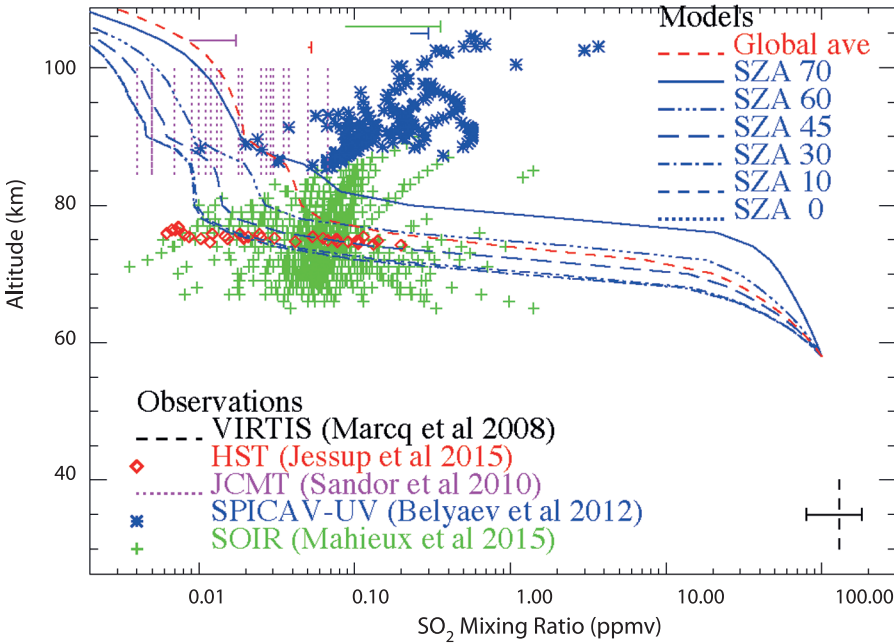 Models
Global ave
SZA 70
SZA 60
SZA 45
SZA 30
SZA 10
SZA 0
100
80
60
40
Altitude (km)
Observations
VIRTIS (Marcq et al 2008)
HST (Jessup et al 2015)
JCMT (Sandor et al 2010)
SPICAV-UV (Belyaev et al 2012)
SOIR (Mahieux et al 2015)
0.01 0.10 1.00 10.00 100.00
SO₂ Mixing Ratio (ppmv)